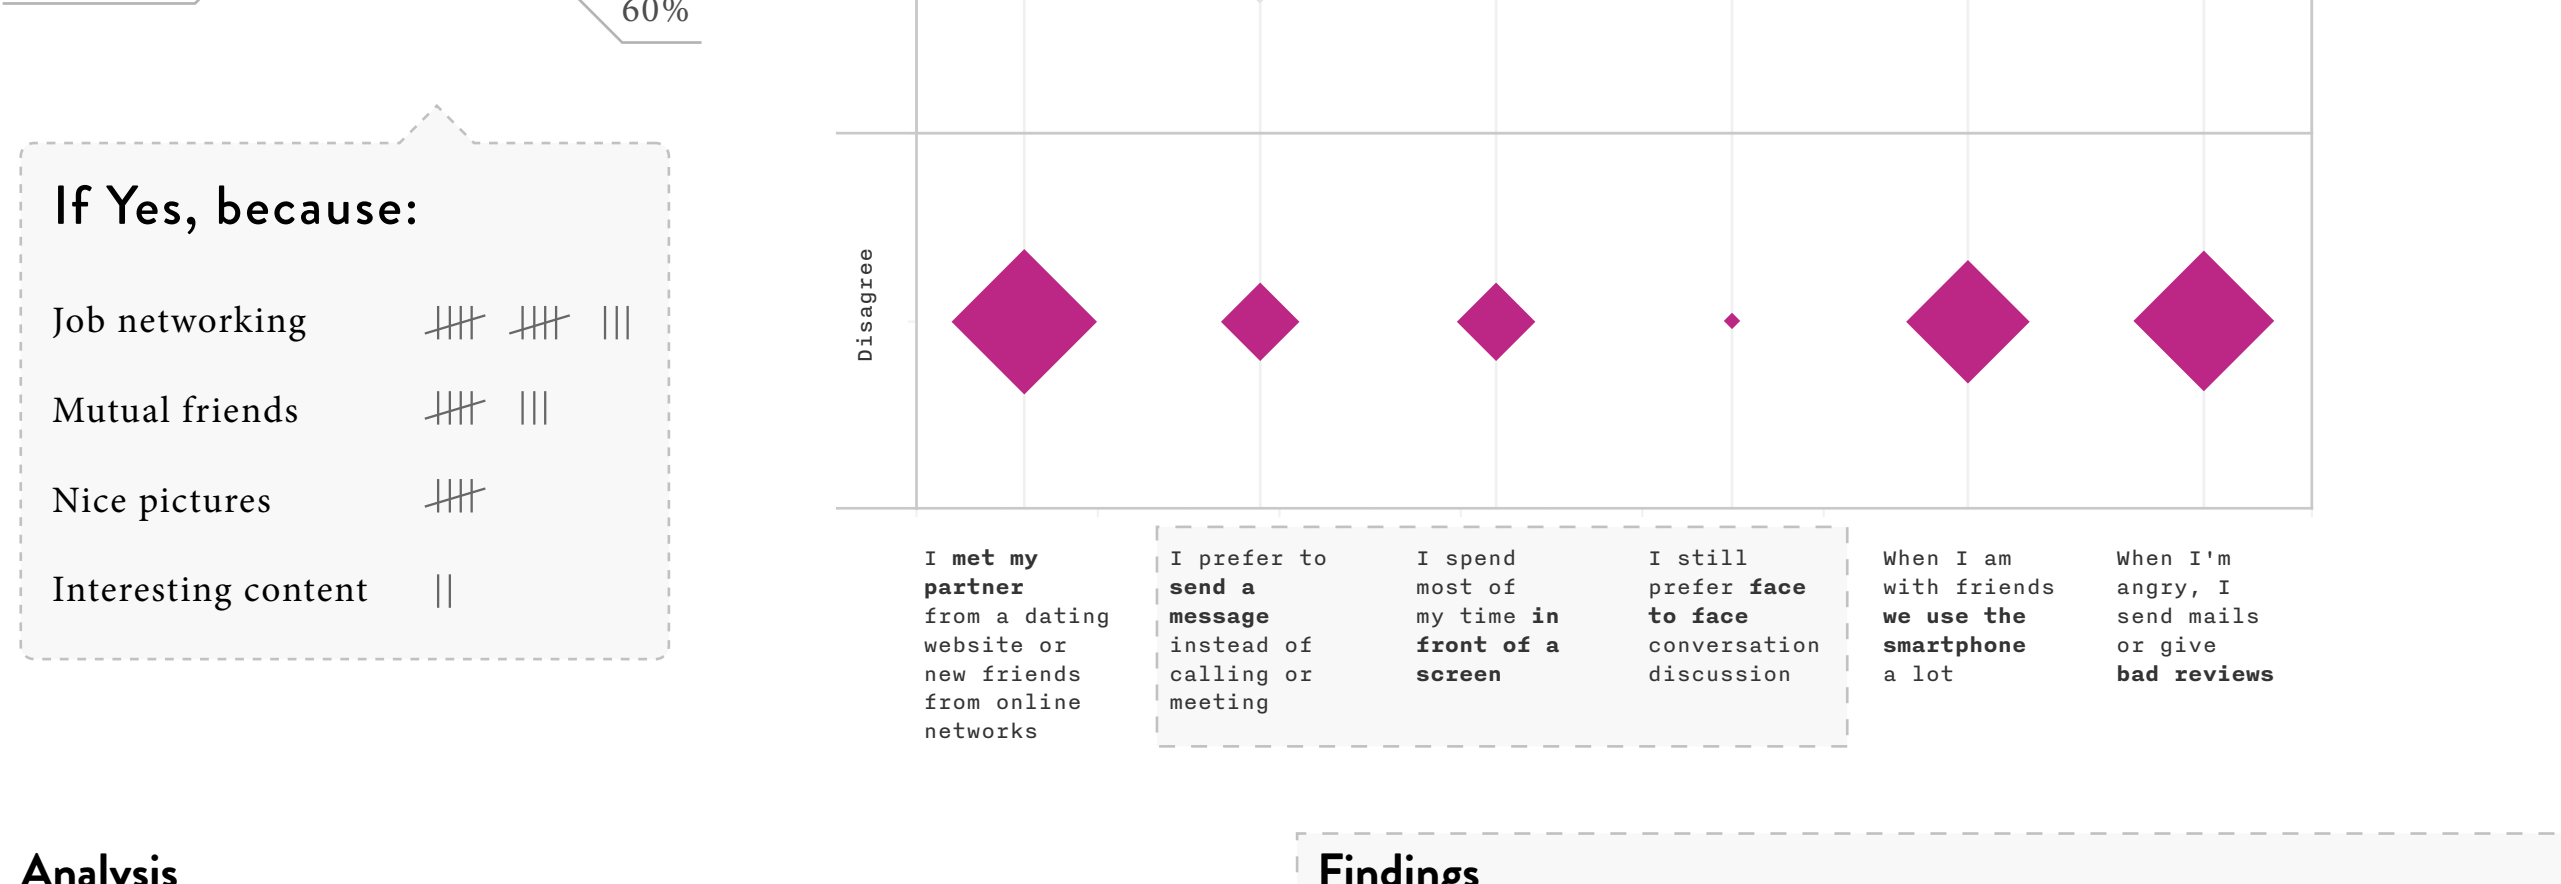 60%
If Yes, because:
Job networking
Mutual friends
Nice pictures
Interesting content
Disagree
I met my
partner
from a dating
website or
new friends
from online
networks
I prefer to
send a
message
instead of
calling or
meeting
I spend
most of
my time in
front of a
screen
I still
prefer face
to face
conversation
discussion
When I am
with friends
we use the
smartphone
a lot
When I'm
angry, I
send mails
or give
bad reviews
Analysis
Findings